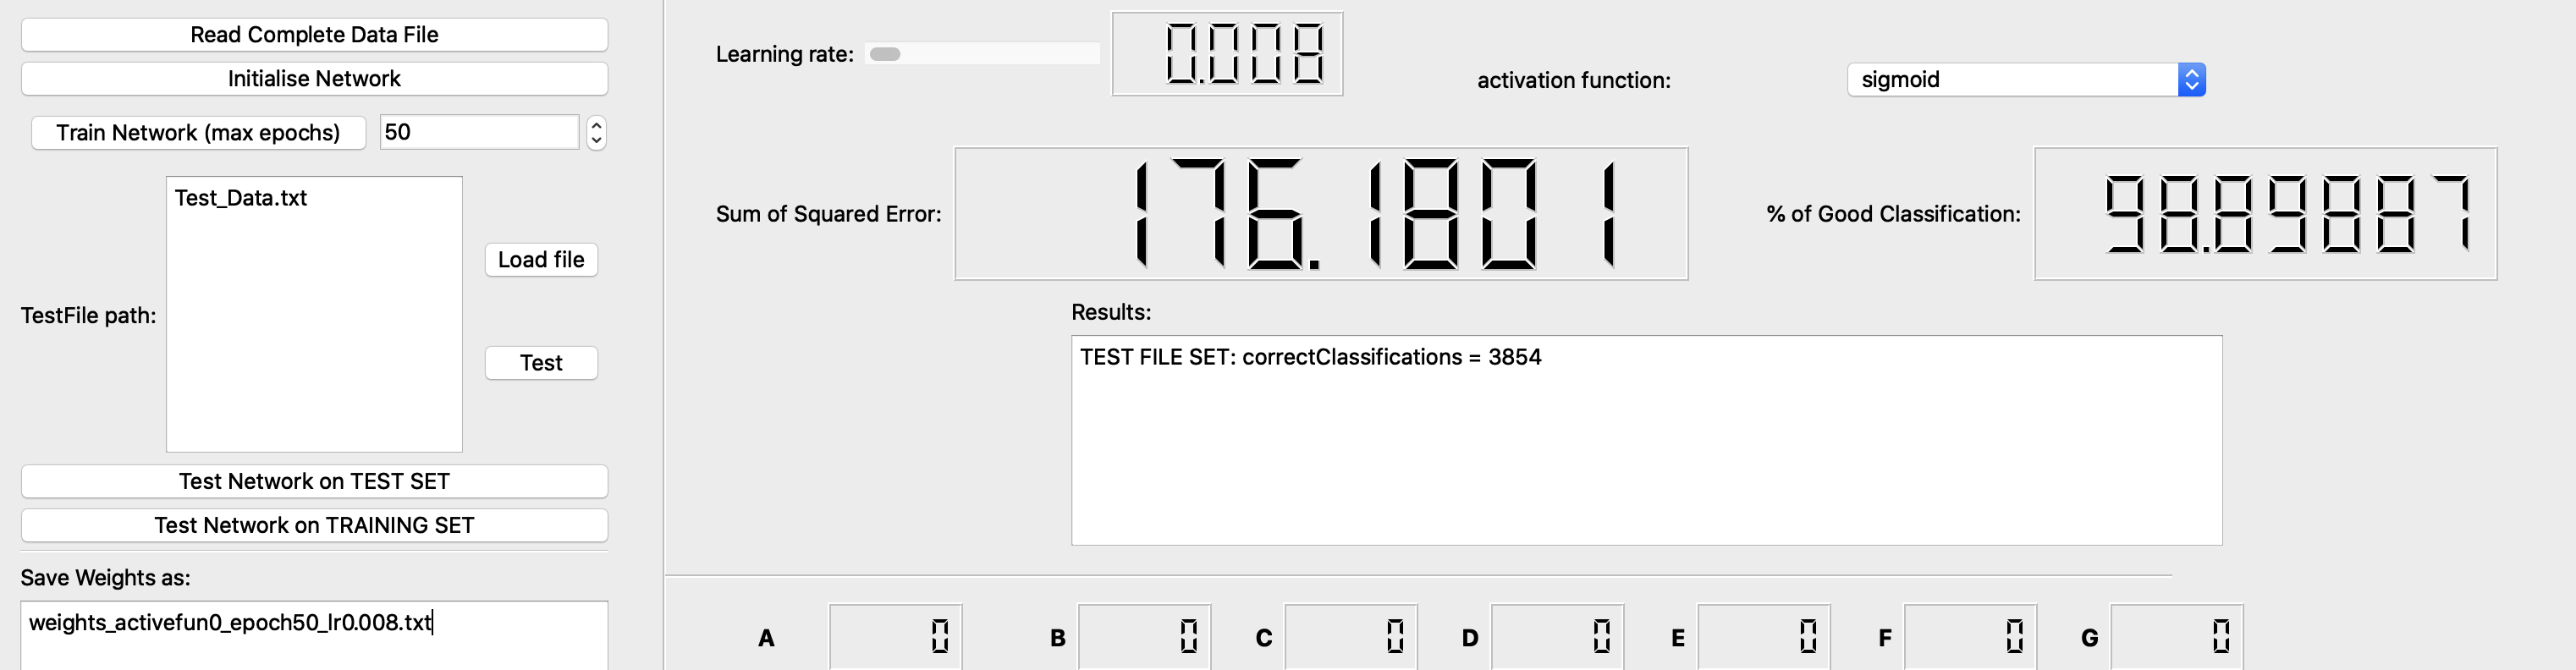 Read Complete Data File
Initialise Network
Train Network (max epochs) 50
TestFile path:
Test_Data.txt
Load file
Test
Test Network on TEST SET
Test Network on TRAINING SET
Save Weights as:
weights_activefun0_epoch50_lr0.008.txt
Learning rate: 0.008
activation function: sigmoid
Sum of Squared Error: 176.1801
% of Good Classification: 98.89887
Results:
TEST FILE SET: correctClassifications = 3854
A 0 B 0 C 0 D 0 E 0 F 0 G 0